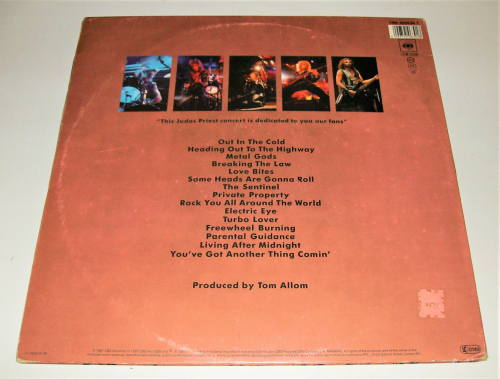 "This Judas Priest concert is dedicated to you our fans"
Out In The Cold
Heading Out To The Highway
Metal Gods
Breaking The Law
Love Bites
Some Heads Are Gonna Roll
The Sentinel
Private Property
Rock You All Around The World
Electric Eye
Turbo Lover
Freewheel Burning
Parental Guidance
Living After Midnight
You've Got Another Thing Comin'
Produced by Tom Allom